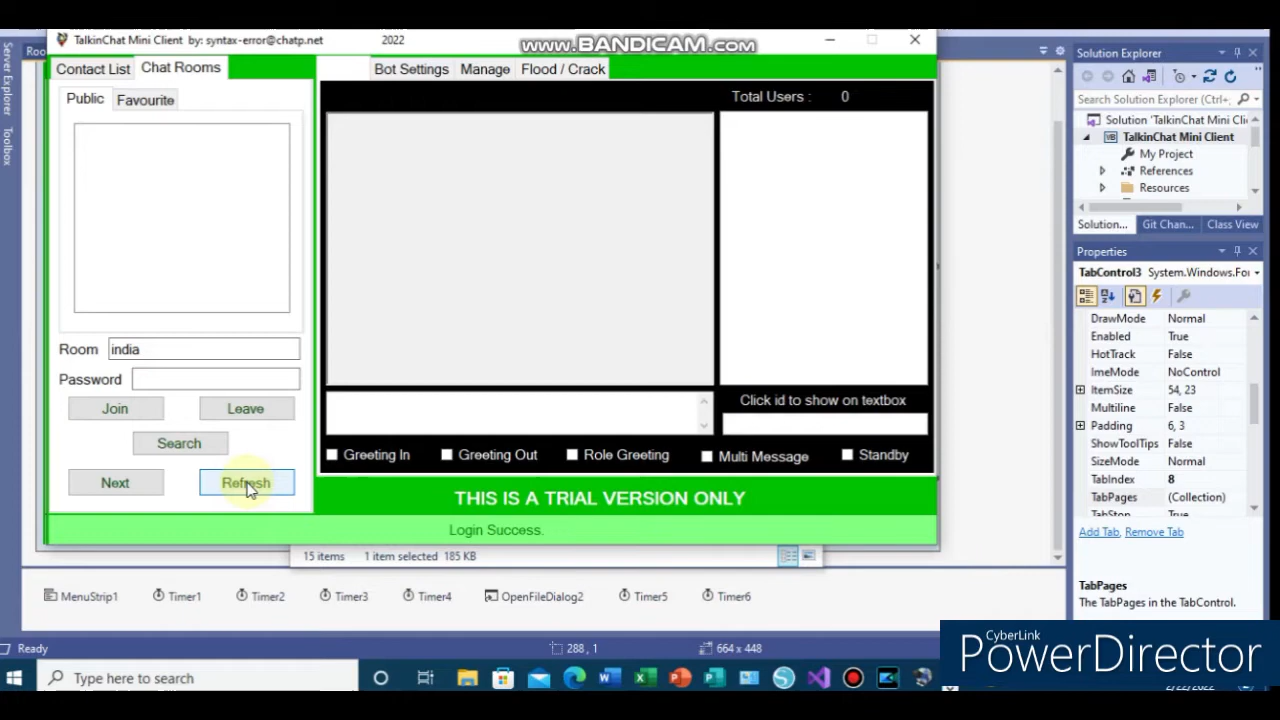 TalkinChat Mini Client by: syntax-error@chatp.net 2022
www.BANDICAM.com
Contact List Chat Rooms
Bot Settings Manage Flood / Crack
Public Favourite
Total Users : 0
Room india
Password
Join Leave
Search
Next Refresh
Click id to show on textbox
Greeting In Greeting Out Role Greeting Multi Message Standby
THIS IS A TRIAL VERSION ONLY
Login Success.
15 items 1 item selected 185 KB
MenuStrip1 Timer1 Timer2 Timer3 Timer4 OpenFileDialog2 Timer5 Timer6
Ready 288 , 1 664 x 448
Type here to search
Server Explorer
Toolbox
Roo
Solution Explorer
Search Solution Explorer (Ctrl+
Solution 'TalkinChat Mini Cli
TalkinChat Mini Client
My Project
References
Resources
Solution... Git Chan... Class View
Properties
TabControl3 System.Windows.For
DrawMode Normal
Enabled True
HotTrack False
ImeMode NoControl
ItemSize 54, 23
Multiline False
Padding 6, 3
ShowToolTips False
SizeMode Normal
TabIndex 8
TabPages (Collection)
TabStop True
Add Tab, Remove Tab
TabPages
The TabPages in the TabControl.
CyberLink
PowerDirector